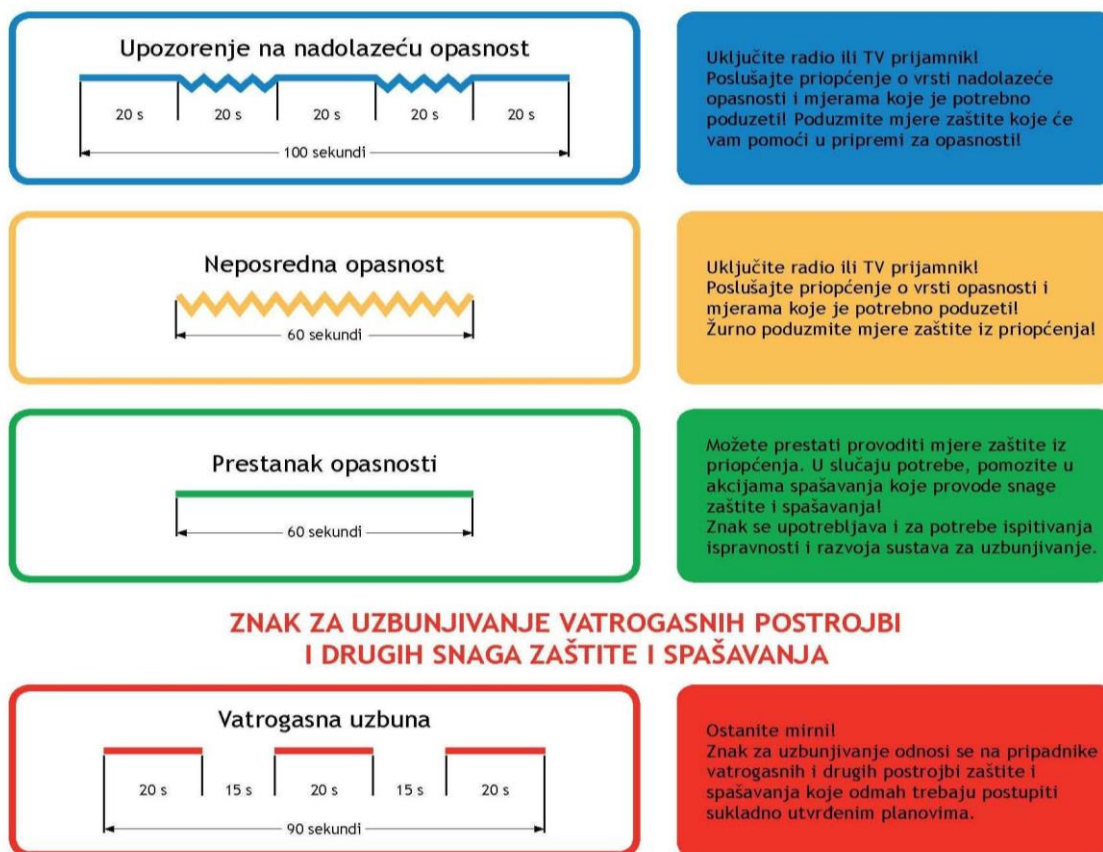 Upozorenje na nadolazeću opasnost
20 s 20 s 20 s 20 s 20 s
100 sekundi
Uključite radio ili TV prijamnik!
Poslušajte priopćenje o vrsti nadolazeće
opasnosti i mjerama koje je potrebno
poduzeti! Poduzmite mjere zaštite koje će
vam pomoći u pripremi za opasnosti!
Neposredna opasnost
60 sekundi
Uključite radio ili TV prijamnik!
Poslušajte priopćenje o vrsti opasnosti i
mjerama koje je potrebno poduzeti!
Žurno poduzmite mjere zaštite iz priopćenja!
Prestanak opasnosti
60 sekundi
Možete prestati provoditi mjere zaštite iz
priopćenja. U slučaju potrebe, pomozite u
akcijama spašavanja koje provode snage
zaštite i spašavanja!
Znak se upotrebljava i za potrebe ispitivanja
ispravnosti i razvoja sustava za uzbunjivanje.
ZNAK ZA UZBUNJIVANJE VATROGASNIH POSTROJBI
I DRUGIH SNAGA ZAŠTITE I SPAŠAVANJA
Vatrogasna uzbuna
20 s 15 s 20 s 15 s 20 s
90 sekundi
Ostanite mirni!
Znak za uzbunjivanje odnosi se na pripadnike
vatrogasnih i drugih postrojbi zaštite i
spašavanja koje odmah trebaju postupiti
sukladno utvrđenim planovima.